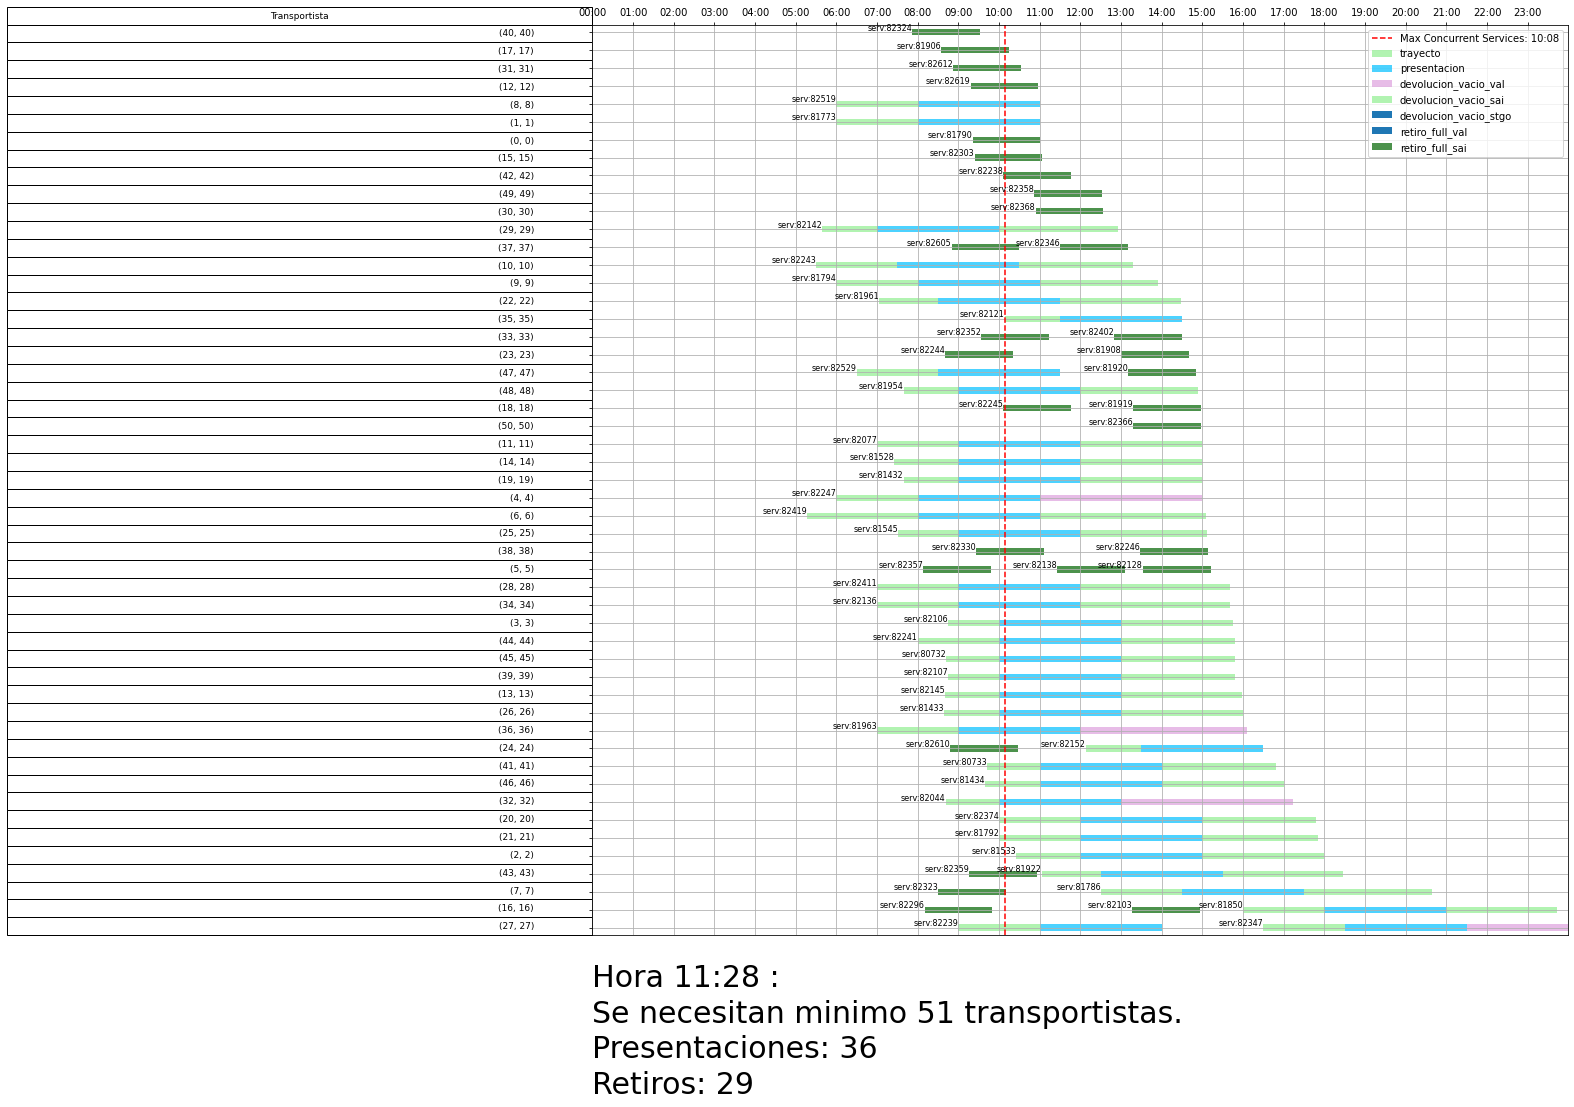 Transportista
00:00 01:00 02:00 03:00 04:00 05:00 06:00 07:00 08:00 09:00 10:00 11:00 12:00 13:00 14:00 15:00 16:00 17:00 18:00 19:00 20:00 21:00 22:00 23:00
Max Concurrent Services: 10:08
trayecto
presentacion
devolucion_vacio_val
devolucion_vacio_sai
devolucion_vacio_stgo
retiro_full_val
retiro_full_sai
(40, 40) serv:82324
(17, 17) serv:81906
(31, 31) serv:82612
(12, 12) serv:82619
(8, 8) serv:82519
(1, 1) serv:81773
(0, 0) serv:81790
(15, 15) serv:82303
(42, 42) serv:82238
(49, 49) serv:82358
(30, 30) serv:82368
(29, 29) serv:82142
(37, 37) serv:82605 serv:82346
(10, 10) serv:82243
(9, 9) serv:81794
(22, 22) serv:81961
(35, 35) serv:82121
(33, 33) serv:82352 serv:82402
(23, 23) serv:82244 serv:81908
(47, 47) serv:82529 serv:81920
(48, 48) serv:81954
(18, 18) serv:82245 serv:81919
(50, 50) serv:82366
(11, 11) serv:82077
(14, 14) serv:81528
(19, 19) serv:81432
(4, 4) serv:82247
(6, 6) serv:82419
(25, 25) serv:81545
(38, 38) serv:82330 serv:82246
(5, 5) serv:82357 serv:82138 serv:82128
(28, 28) serv:82411
(34, 34) serv:82136
(3, 3) serv:82106
(44, 44) serv:82241
(45, 45) serv:80732
(39, 39) serv:82107
(13, 13) serv:82145
(26, 26) serv:81433
(36, 36) serv:81963
(24, 24) serv:82610 serv:82152
(41, 41) serv:80733
(46, 46) serv:81434
(32, 32) serv:82044
(20, 20) serv:82374
(21, 21) serv:81792
(2, 2) serv:81533
(43, 43) serv:82359 serv:81922
(7, 7) serv:82323 serv:81786
(16, 16) serv:82296 serv:82103 serv:81850
(27, 27) serv:82239 serv:82347
Hora 11:28 :
Se necesitan minimo 51 transportistas.
Presentaciones: 36
Retiros: 29